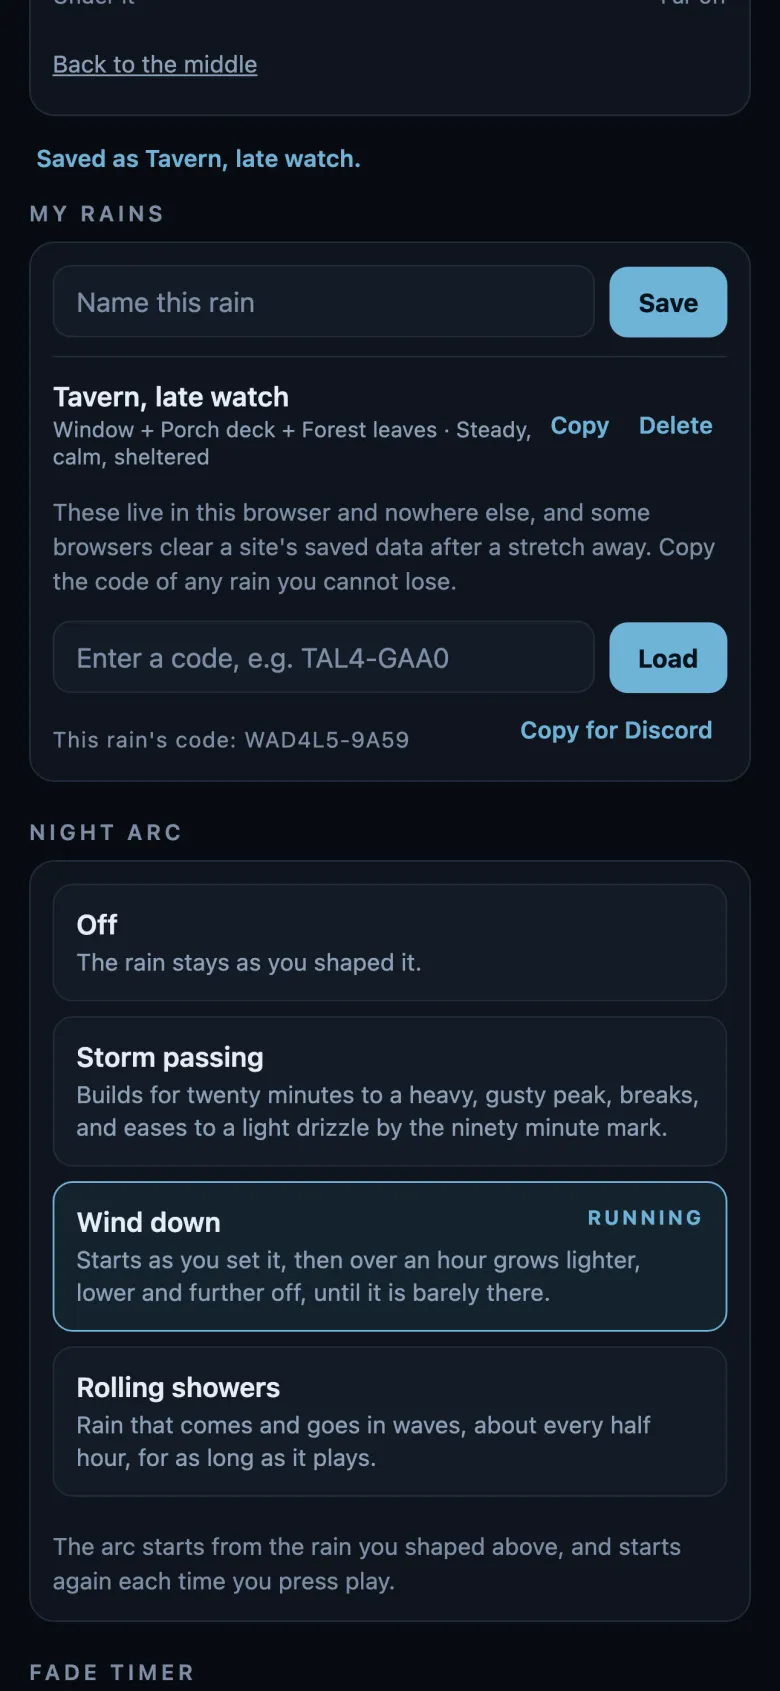 Back to the middle
Saved as Tavern, late watch.
MY RAINS
Name this rain
Save
Tavern, late watch
Window + Porch deck + Forest leaves · Steady,
calm, sheltered
Copy
Delete
These live in this browser and nowhere else, and some
browsers clear a site's saved data after a stretch away. Copy
the code of any rain you cannot lose.
Enter a code, e.g. TAL4-GAA0
Load
This rain's code: WAD4L5-9A59
Copy for Discord
NIGHT ARC
Off
The rain stays as you shaped it.
Storm passing
Builds for twenty minutes to a heavy, gusty peak, breaks,
and eases to a light drizzle by the ninety minute mark.
Wind down
RUNNING
Starts as you set it, then over an hour grows lighter,
lower and further off, until it is barely there.
Rolling showers
Rain that comes and goes in waves, about every half
hour, for as long as it plays.
The arc starts from the rain you shaped above, and starts
again each time you press play.
FADE TIMER